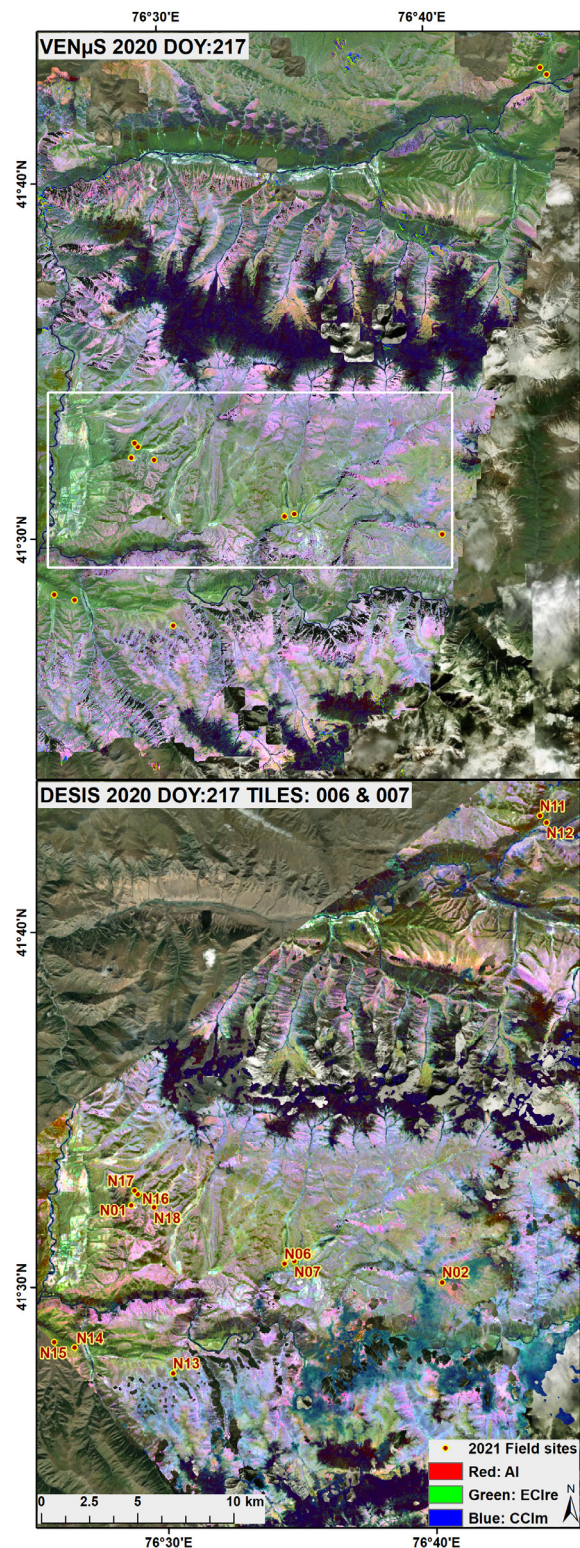 76°30'E 76°40'E
VENµS 2020 DOY:217
41°40'N
41°30'N
DESIS 2020 DOY:217 TILES: 006 & 007
N11
N12
41°40'N
N17
N16
N01
N18
N06
N07
N02
41°30'N
N14
N15
N13
2021 Field sites
Red: AI
Green: ECIre
Blue: CCIm
N
0 2.5 5 10 km
76°30'E 76°40'E